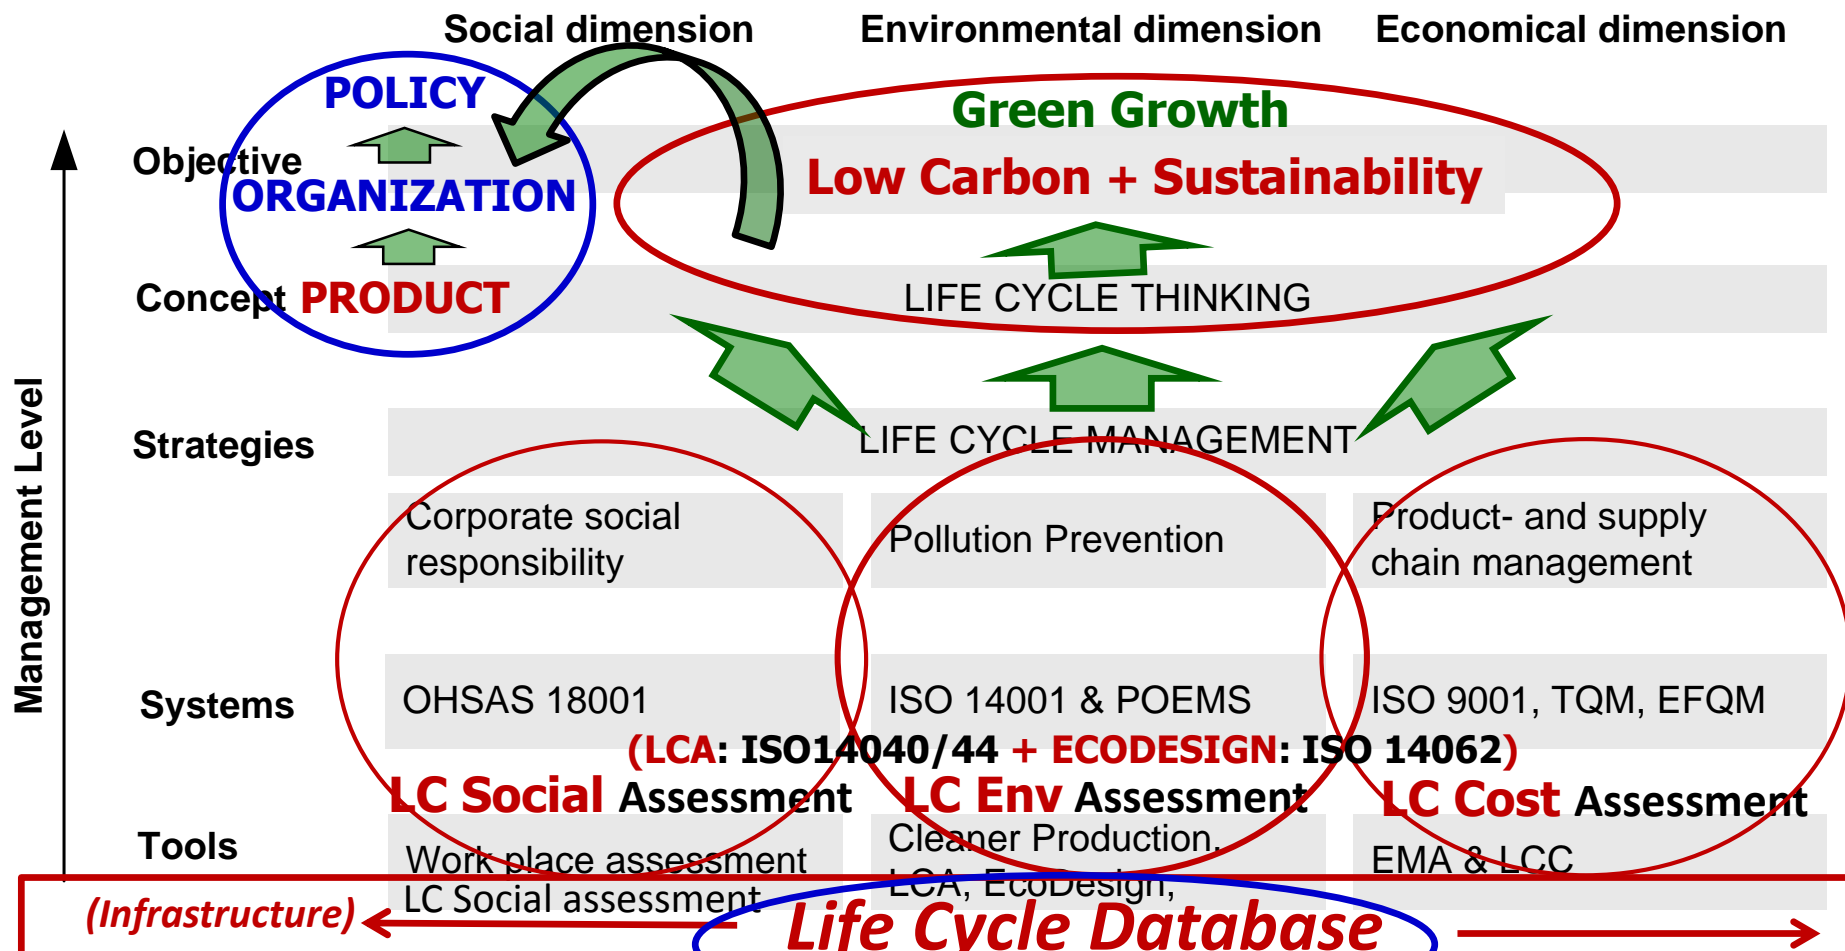 Social dimension
Environmental dimension
Economical dimension
POLICY
Green Growth
Objective
Low Carbon + Sustainability
ORGANIZATION
Concept
PRODUCT
LIFE CYCLE THINKING
Management Level
Strategies
LIFE CYCLE MANAGEMENT
Corporate social
responsibility
Pollution Prevention
Product- and supply
chain management
Systems
OHSAS 18001
ISO 14001 & POEMS
ISO 9001, TQM, EFQM
(LCA: ISO14040/44 + ECODESIGN: ISO 14062)
LC Social Assessment
LC Env Assessment
LC Cost Assessment
Tools
Work place assessment
LC Social assessment
Cleaner Production,
LCA, EcoDesign,
EMA & LCC
(Infrastructure)
Life Cycle Database